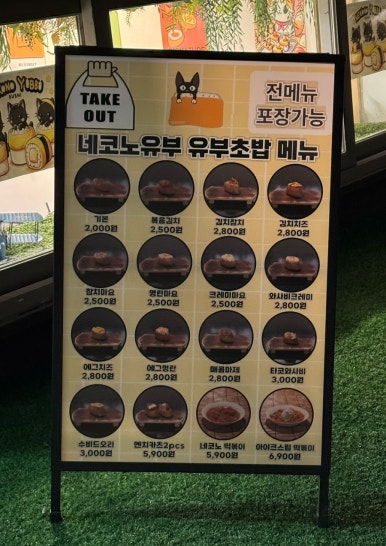 TAKE
OUT
전메뉴
포장가능
네코노유부 유부초밥 메뉴
기본
2,000원
볶음김치
2,500원
김치참치
2,800원
김치치즈
2,800원
참치마요
2,500원
명란마요
2,500원
크래미마요
2,500원
와사비크래미
2,800원
에그치즈
2,800원
에그명란
2,800원
매콤마제
2,800원
타코와사비
3,000원
수비드오리
3,000원
멘치카츠2pcs
5,900원
네코노 떡볶이
5,900원
아이스크림 떡볶이
6,900원